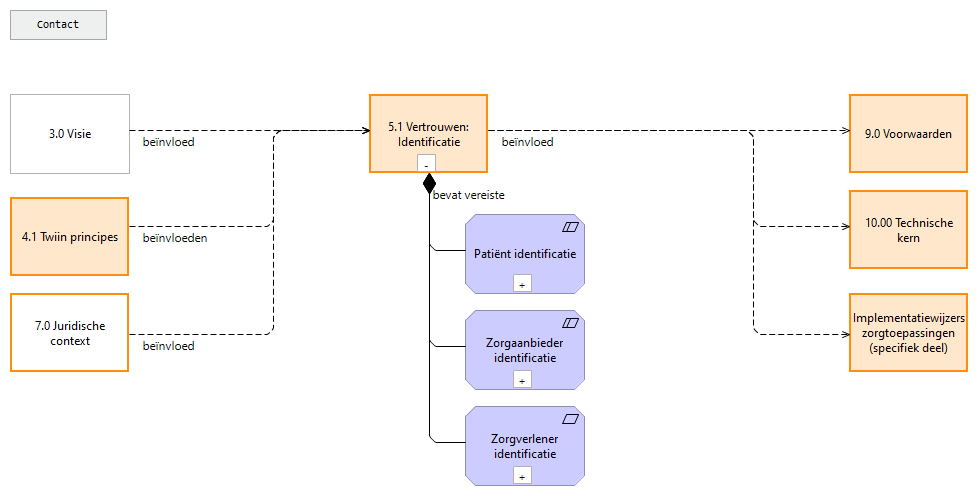 Contact
3.0 Visie
beïnvloed
5.1 Vertrouwen:
Identificatie
-
beïnvloed
9.0 Voorwaarden
4.1 Twiin principes
beïnvloeden
bevat vereiste
10.00 Technische
kern
Patiënt identificatie
+
7.0 Juridische
context
beïnvloed
Zorgaanbieder
identificatie
+
Implementatiewijzers
zorgtoepassingen
(specifiek deel)
Zorgverlener
identificatie
+